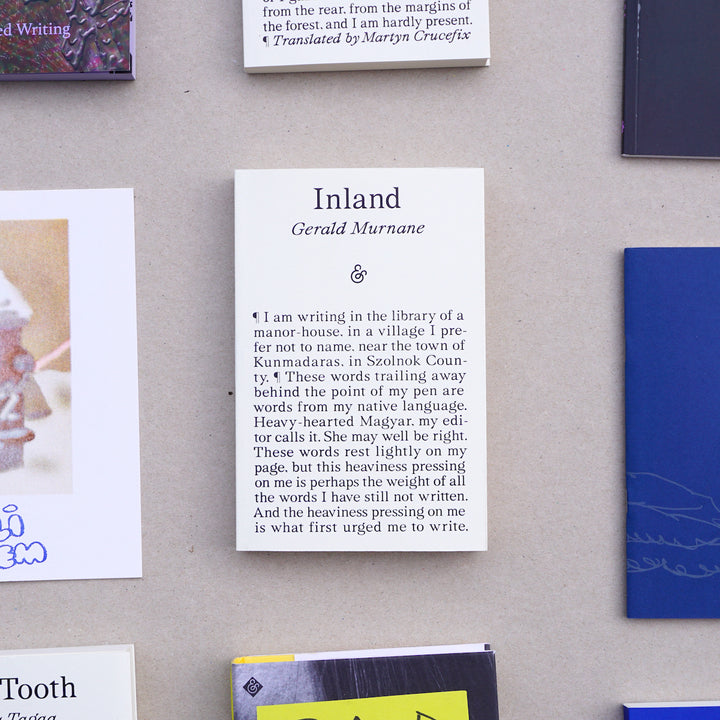 ed Writing
from the rear, from the margins of
the forest, and I am hardly present.
¶ Translated by Martyn Crucefix
Inland
Gerald Murnane
&
¶ I am writing in the library of a
manor-house, in a village I pre-
fer not to name, near the town of
Kunmadaras, in Szolnok Coun-
ty. ¶ These words trailing away
behind the point of my pen are
words from my native language.
Heavy-hearted Magyar, my edi-
tor calls it. She may well be right.
These words rest lightly on my
page, but this heaviness pressing
on me is perhaps the weight of all
the words I have still not written.
And the heaviness pressing on me
is what first urged me to write.
Tooth
&